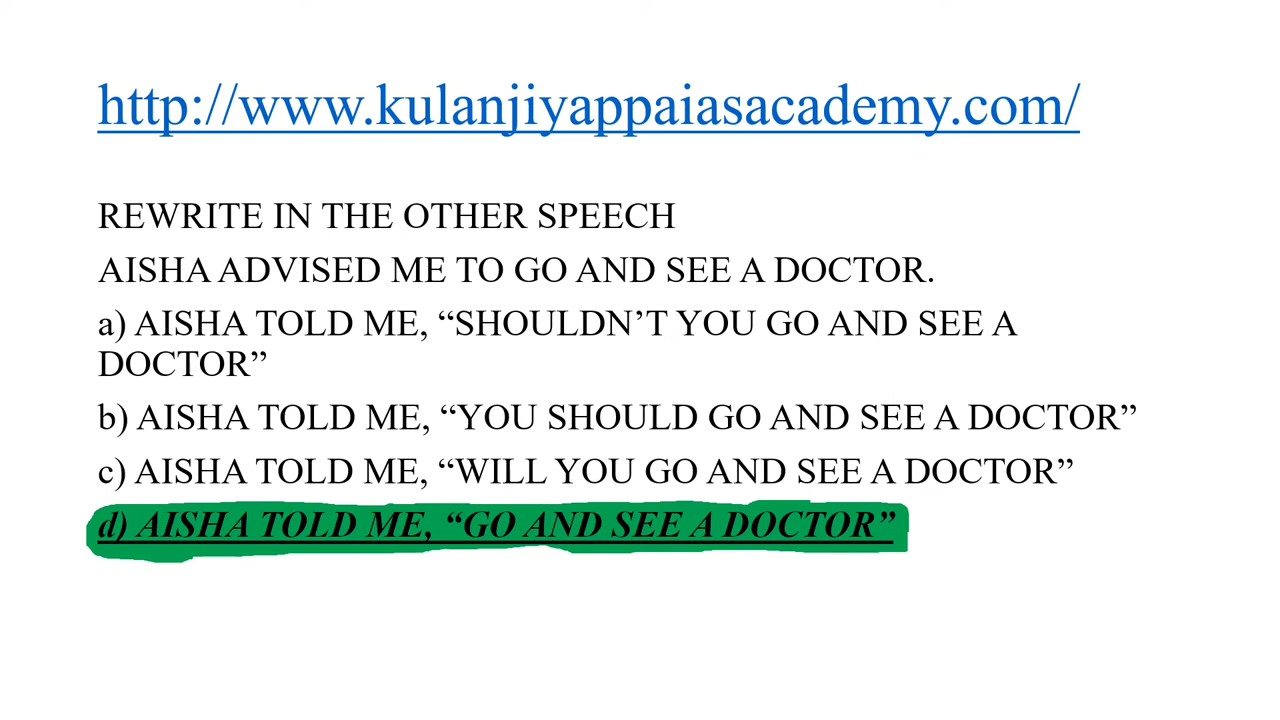 http://www.kulanjiyappaiasacademy.com/
REWRITE IN THE OTHER SPEECH
AISHA ADVISED ME TO GO AND SEE A DOCTOR.
a) AISHA TOLD ME, “SHOULDN’T YOU GO AND SEE A
DOCTOR”
b) AISHA TOLD ME, “YOU SHOULD GO AND SEE A DOCTOR”
c) AISHA TOLD ME, “WILL YOU GO AND SEE A DOCTOR”
d) AISHA TOLD ME, “GO AND SEE A DOCTOR”